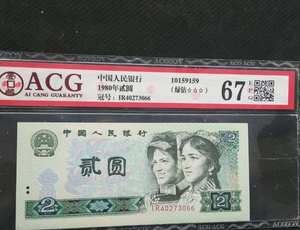 ACG
AI CANG GUARANTY
中国人民银行
1980年贰圆
冠号：IR40273066
10159159
(绿钻☆☆☆)
67
E
P
Q
中国人民银行
贰圆
2
2
IR40273066